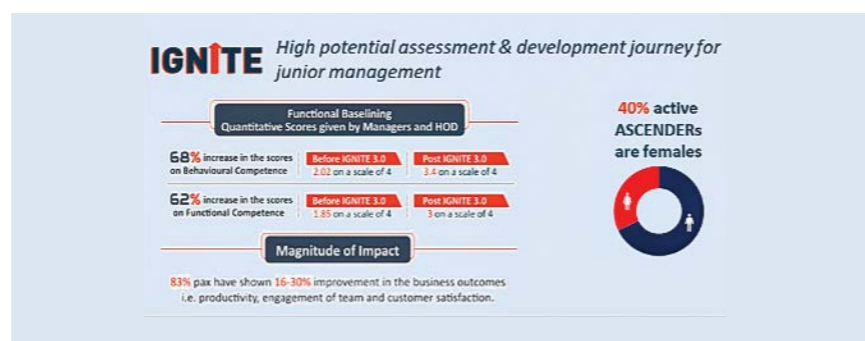 IGNITE
High potential assessment & development journey for
junior management
Functional Baselining
Quantitative Scores given by Managers and HOD
68% increase in the scores
on Behavioural Competence
Before IGNITE 3.0
2.02 on a scale of 4
Post IGNITE 3.0
3.4 on a scale of 4
62% increase in the scores
on Functional Competence
Before IGNITE 3.0
1.85 on a scale of 4
Post IGNITE 3.0
3 on a scale of 4
Magnitude of Impact
83% pax have shown 16-30% improvement in the business outcomes
i.e. productivity, engagement of team and customer satisfaction.
40% active
ASCENDERs
are females